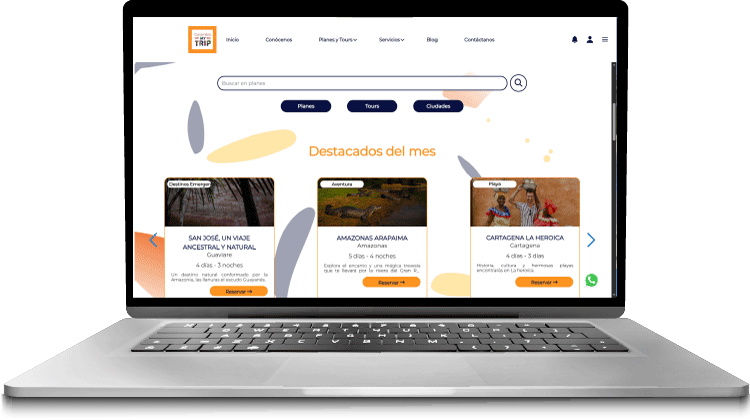 MY
TRIP
Inicio
Conócenos
Planes y Tours
Servicios
Blog
Contáctanos
Buscar en planes
Planes
Tours
Ciudades
Destacados del mes
Destinos Emergen
SAN JOSÉ, UN VIAJE
ANCESTRAL Y NATURAL
Guaviare
4 días - 3 noches
Un destino natural conformado por la
Amazonía, las llanuras el escudo Guayanés.
Reservar
Aventura
AMAZONAS ARAPAIMA
Amazonas
5 días - 4 noches
Explora el encanto y una mágica travesía
que te llevará por la mesa del Gran R...
Reservar
Playa
CARTAGENA LA HEROICA
Cartagena
4 días - 3 dias
Historia, cultura y hermosas playas
encontrarás en La heroica
Reservar